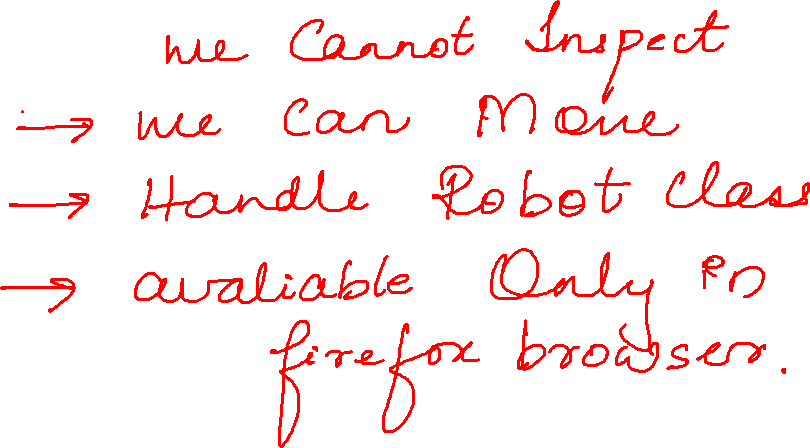 we Cannot Inspect
→ we can Move
→ Handle Robot Class
→ avaliable Only in
firefox browser.